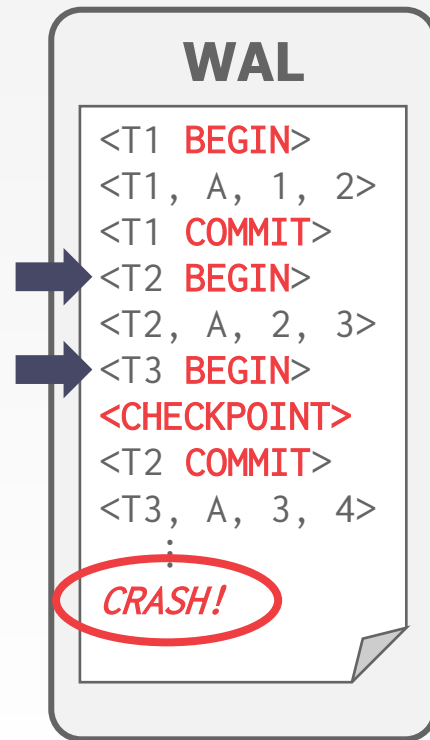 WAL
<T1 BEGIN>
<T1, A, 1, 2>
<T1 COMMIT>
<T2 BEGIN>
<T2, A, 2, 3>
<T3 BEGIN>
<CHECKPOINT>
<T2 COMMIT>
<T3, A, 3, 4>
⋮
CRASH!